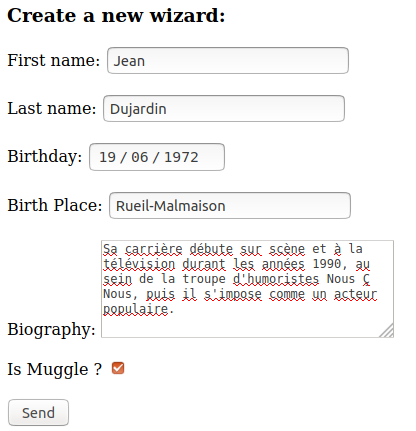 Create a new wizard:
First name: Jean
Last name: Dujardin
Birthday: 19 / 06 / 1972
Birth Place: Rueil-Malmaison
Biography: Sa carrière débute sur scène et à la
télévision durant les années 1990, au
sein de la troupe d'humoristes Nous Ç
Nous, puis il s'impose comme un acteur
populaire.
Is Muggle ?
Send